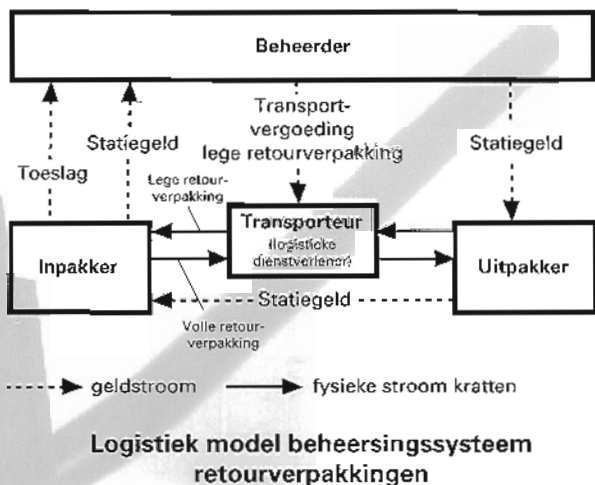 Beheerder
Transport-
vergoeding
lege retourverpakking
Statiegeld
Statiegeld
Toeslag
Lege retour-
verpakking
Transporteur
(logistieke
dienstverlener)
Inpakker
Uitpakker
Statiegeld
Volle retour-
verpakking
geldstroom
fysieke stroom kratten
Logistiek model beheersingssysteem
retourverpakkingen